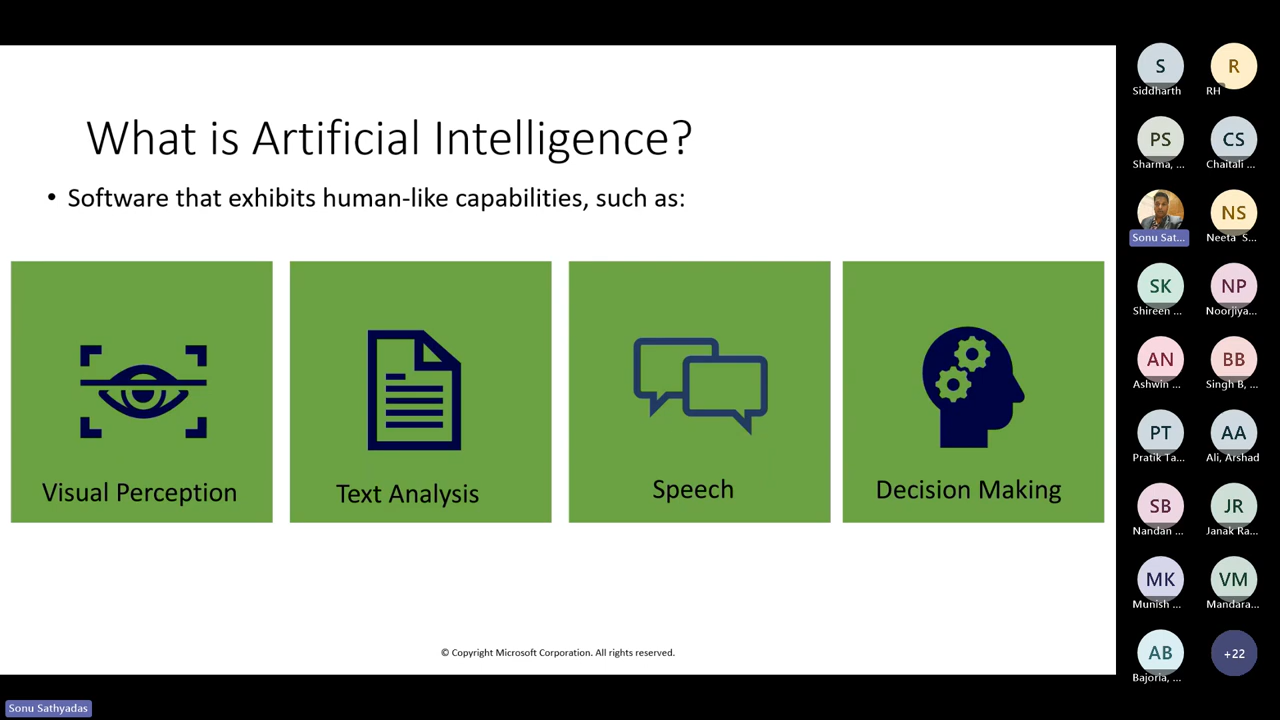 What is Artificial Intelligence?
• Software that exhibits human-like capabilities, such as:
Visual Perception
Text Analysis
Speech
Decision Making
© Copyright Microsoft Corporation. All rights reserved.
Sonu Sathyadas
S
Siddharth
R
RH
PS
Sharma, ...
CS
Chaitali ...
Sonu Sat...
NS
Neeta S...
SK
Shireen ...
NP
Noorjiya...
AN
Ashwin ...
BB
Singh B, ...
PT
Pratik Ta...
AA
Ali, Arshad
SB
Nandan ...
JR
Janak Ra...
MK
Munish ...
VM
Mandara...
AB
Bajoria, ...
+22